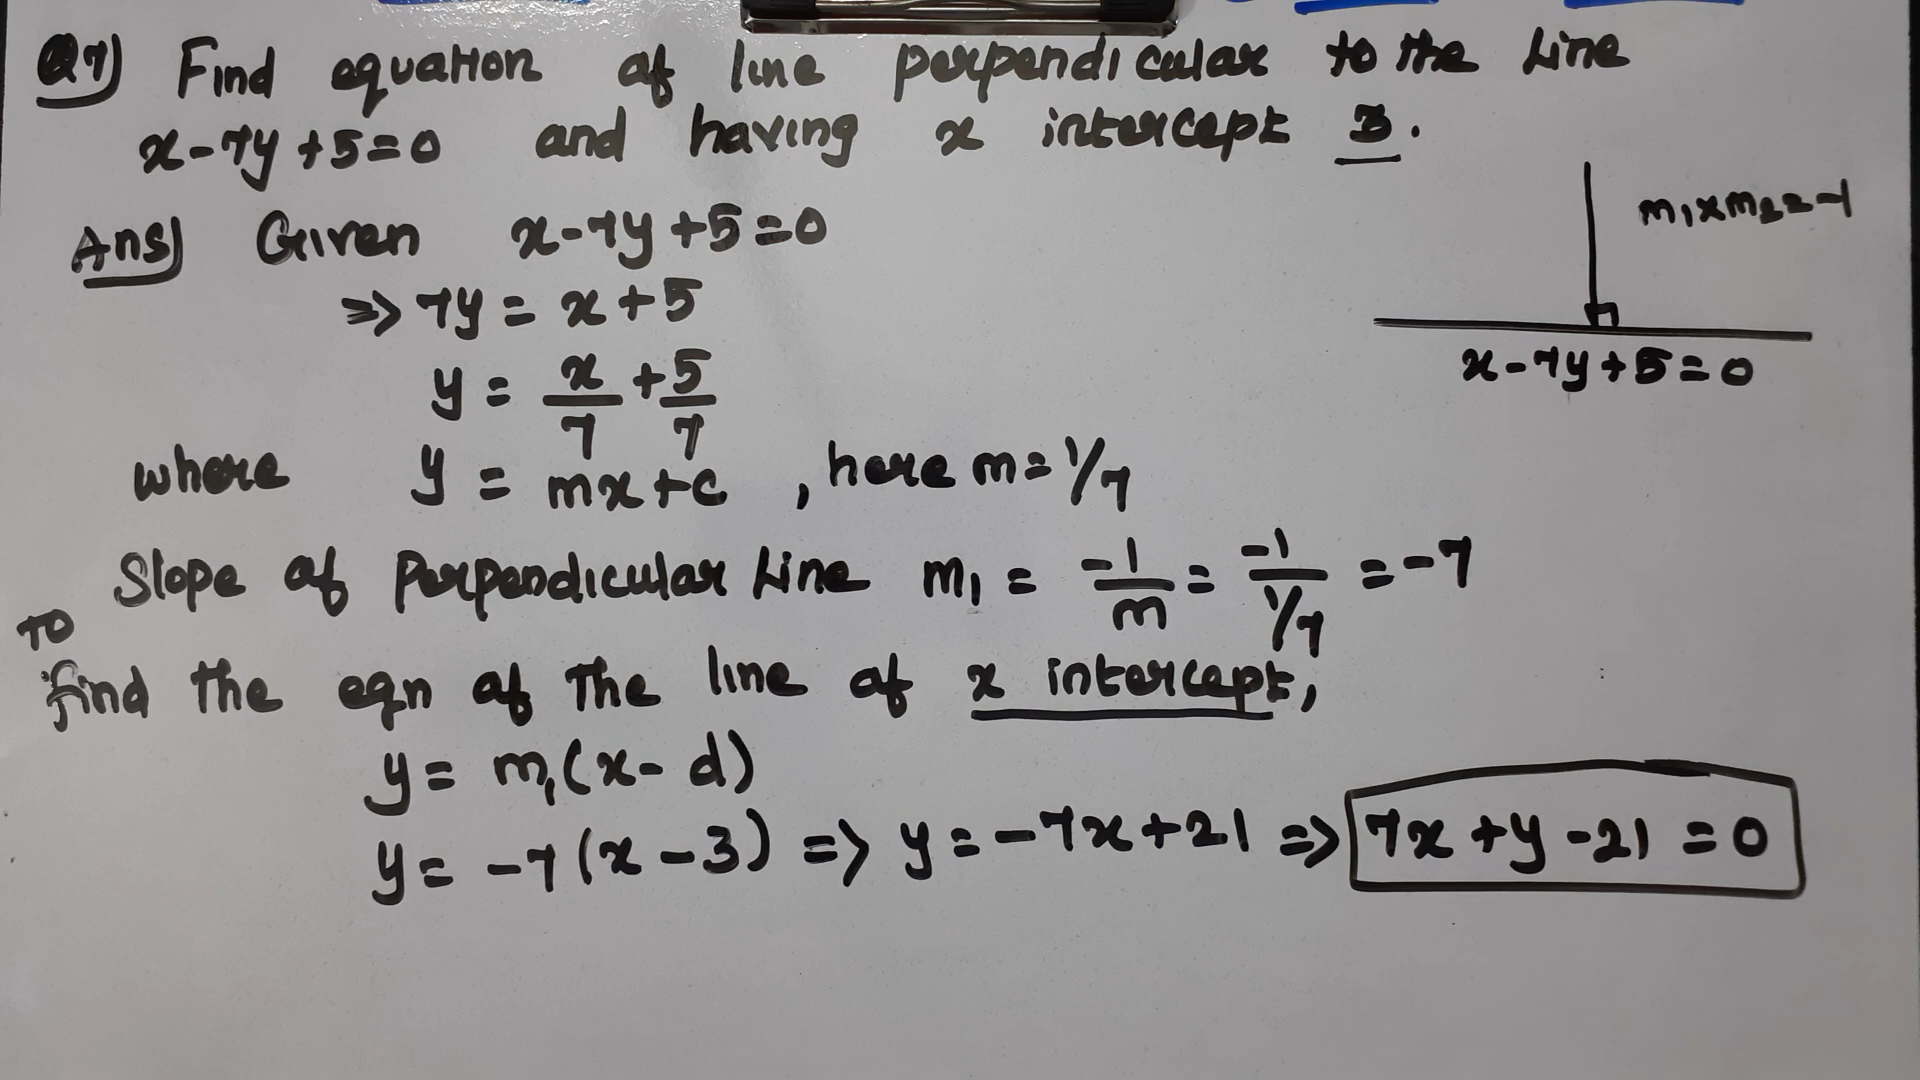 Q7) Find equation of line perpendicular to the line
x-7y+5=0 and having x intercept 3.
Ans) Given x-7y+5=0
m₁×m₂=-1
⇒ 7y = x+5
x-7y+5=0
y = x/7 + 5/7
where y = mx+c , here m=1/7
Slope of Perpendicular Line m₁ = -1/m = -1/(1/7) = -7
To
find the eqn of the line of x intercept,
y = m₁(x-d)
y = -7(x-3) ⇒ y=-7x+21 ⇒ 7x+y-21=0